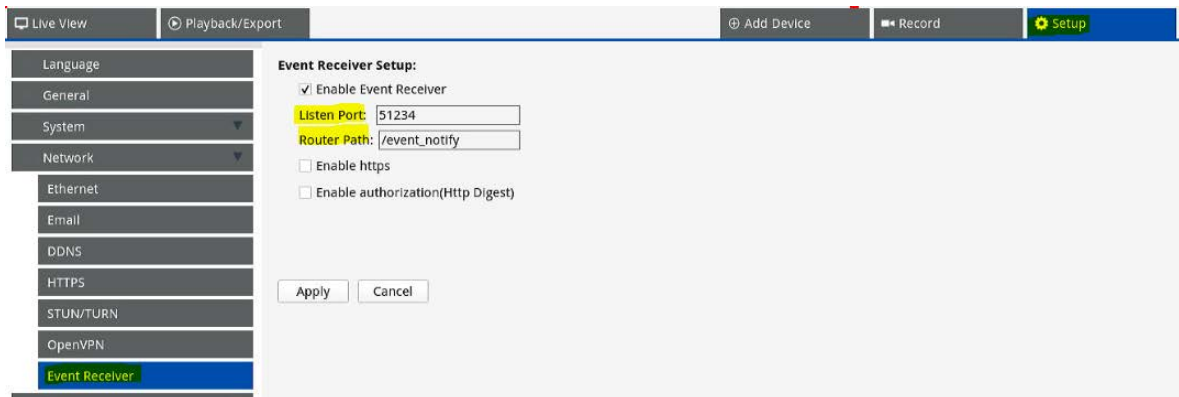 Live View Playback/Export Add Device Record Setup
Language
General
System
Network
Ethernet
Email
DDNS
HTTPS
STUN/TURN
OpenVPN
Event Receiver
Event Receiver Setup:
Enable Event Receiver
Listen Port: 51234
Router Path: /event_notify
Enable https
Enable authorization(Http Digest)
Apply Cancel